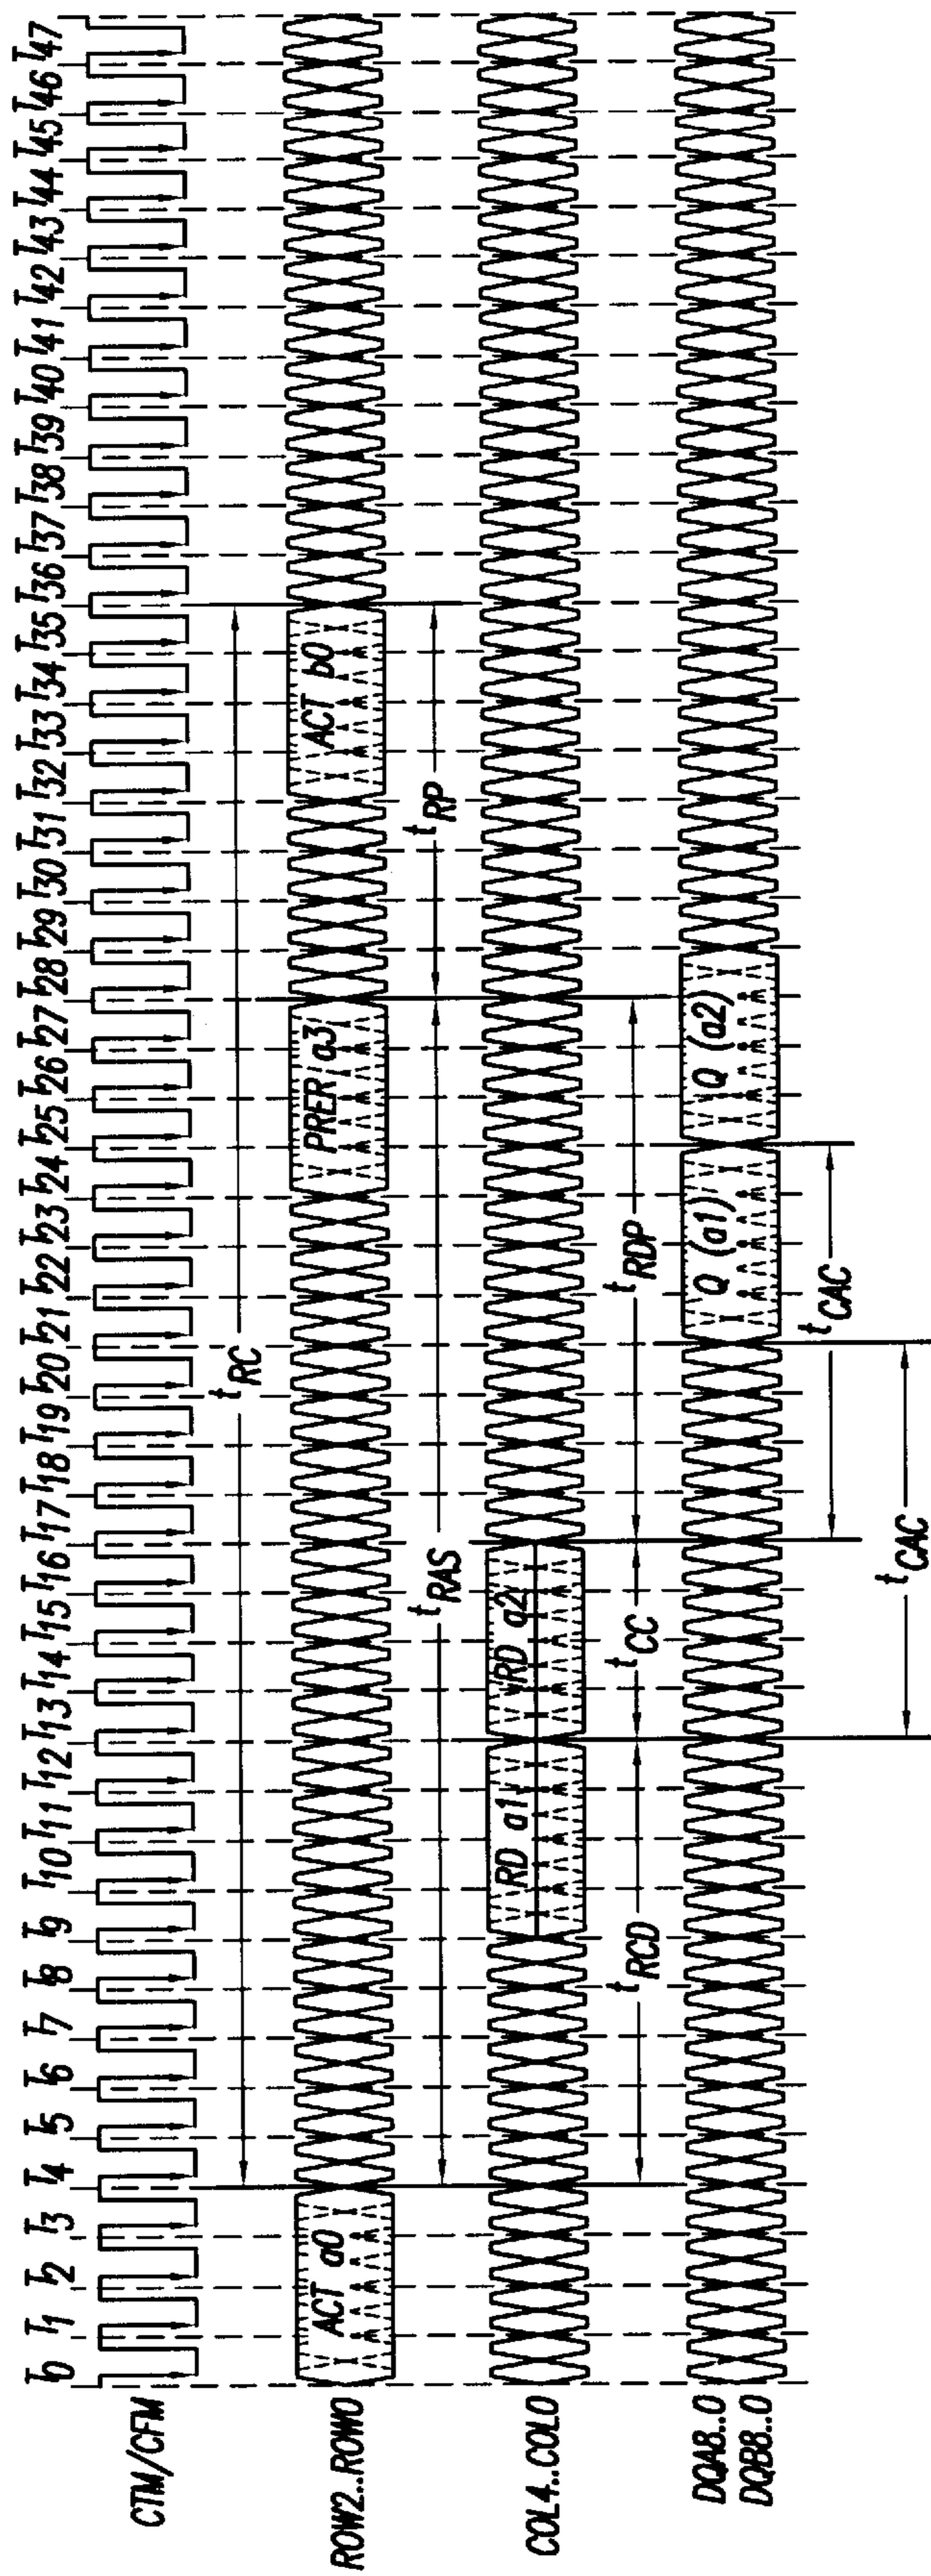 T0 T1 T2 T3 T4 T5 T6 T7 T8 T9 T10 T11 T12 T13 T14 T15 T16 T17 T18 T19 T20 T21 T22 T23 T24 T25 T26 T27 T28 T29 T30 T31 T32 T33 T34 T35 T36 T37 T38 T39 T40 T41 T42 T43 T44 T45 T46 T47
CTM/CFM
tRC
ROW2..ROW0
ACT a0
PRER a3
ACT b0
tRAS
tRP
COL4..COL0
RD a1
RD a2
tRCD
tCC
tRDP
DQA8..0
DQB8..0
Q (a1)
Q (a2)
tCAC
tCAC